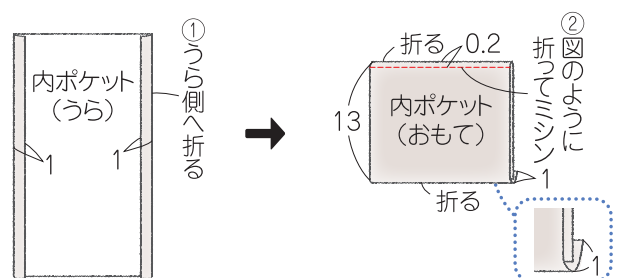 ①うら側へ折る
内ポケット
(うら)
1
1
②図のように
折ってミシン
折る
0.2
内ポケット
(おもて)
13
1
折る
1